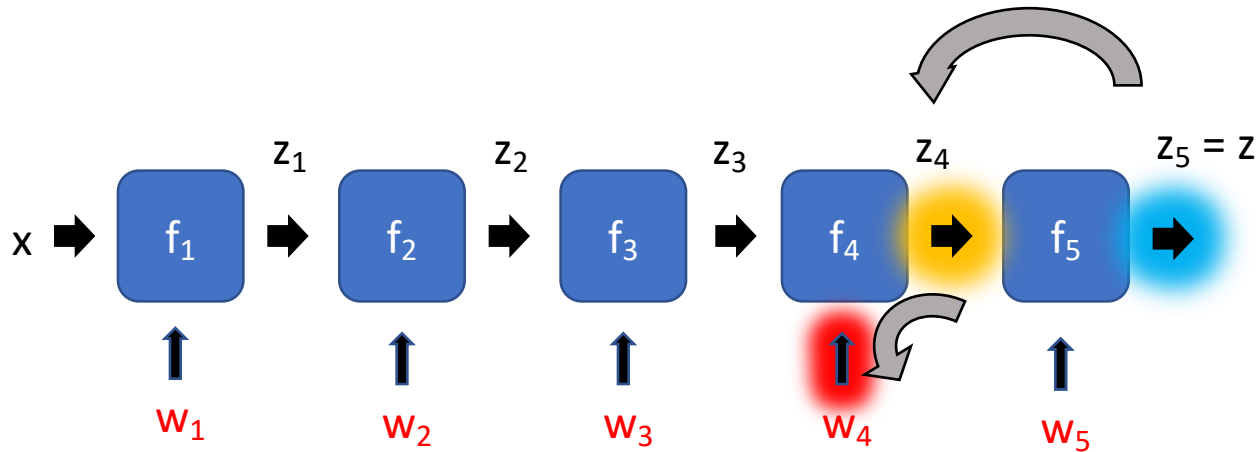 z₁ z₂ z₃ z₄ z₅ = z
x f₁ f₂ f₃ f₄ f₅
w₁ w₂ w₃ w₄ w₅